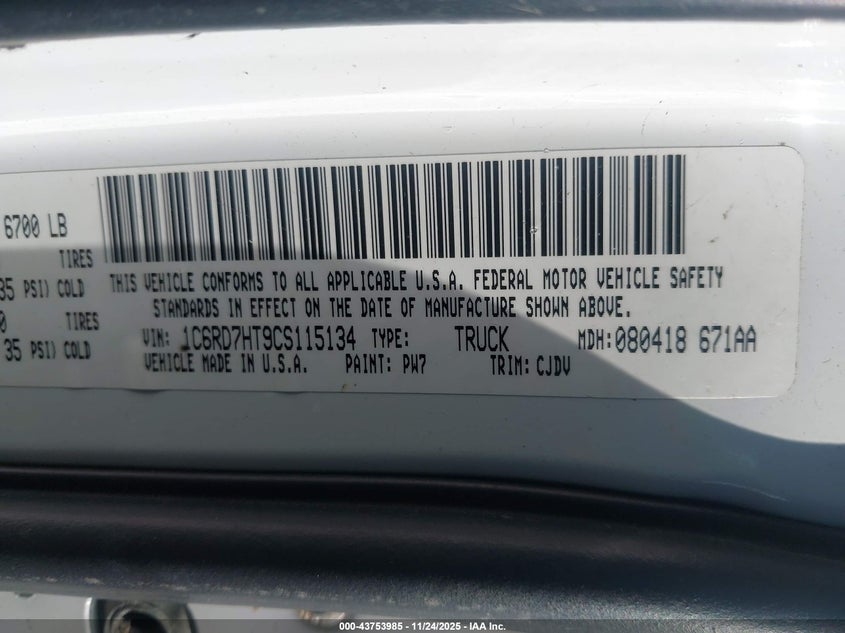 6700 LB
TIRES
35 PSI) COLD
0 TIRES
35 PSI) COLD
THIS VEHICLE CONFORMS TO ALL APPLICABLE U.S.A. FEDERAL MOTOR VEHICLE SAFETY
STANDARDS IN EFFECT ON THE DATE OF MANUFACTURE SHOWN ABOVE.
VIN: 1C6RD7HT9CS115134 TYPE: TRUCK MDH:080418 671AA
VEHICLE MADE IN U.S.A. PAINT: PW7 TRIM: CJDV
000-43753985 - 11/24/2025 - IAA Inc.